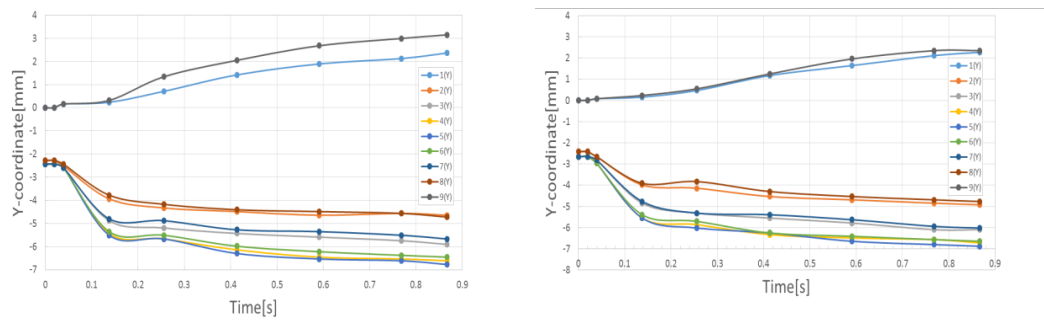 4
3
2
1
0
-1
-2
-3
-4
-5
-6
-7
Y-coordinate[mm]
0 0.1 0.2 0.3 0.4 0.5 0.6 0.7 0.8 0.9
Time[s]
1(Y)
2(Y)
3(Y)
4(Y)
5(Y)
6(Y)
7(Y)
8(Y)
9(Y)
4
3
2
1
0
-1
-2
-3
-4
-5
-6
-7
-8
Y-coordinate[mm]
0 0.1 0.2 0.3 0.4 0.5 0.6 0.7 0.8 0.9
Time[s]
1(Y)
2(Y)
3(Y)
4(Y)
5(Y)
6(Y)
7(Y)
8(Y)
9(Y)